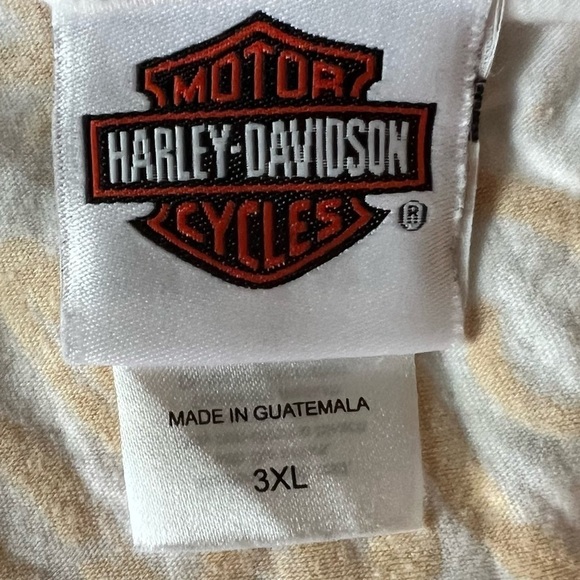 MOTOR
HARLEY-DAVIDSON
CYCLES ®
MADE IN GUATEMALA
3XL